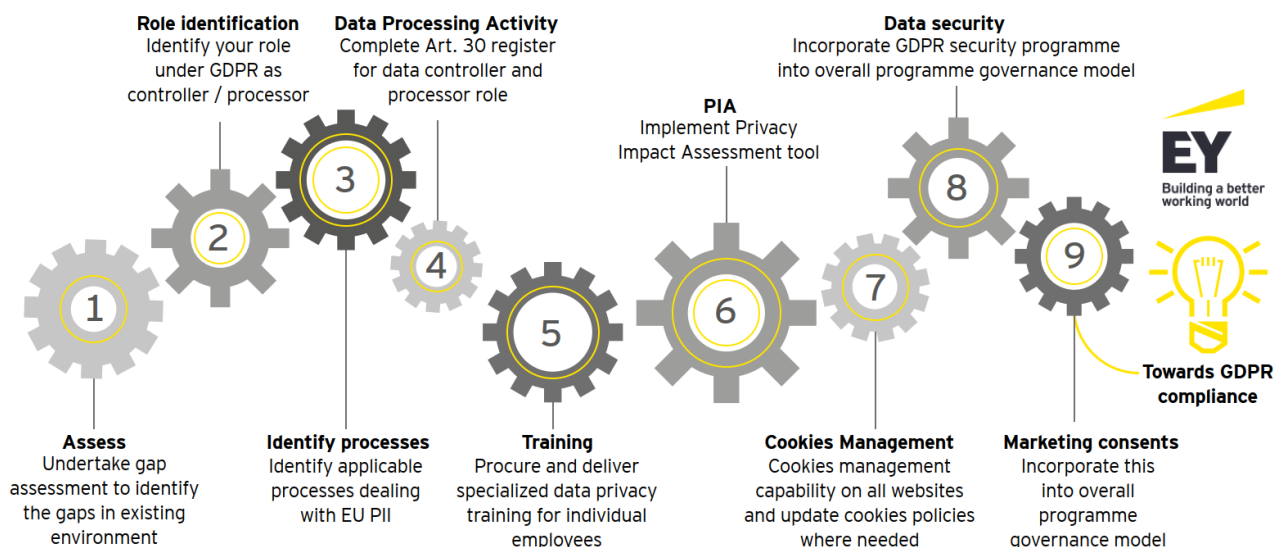 Role identification
Identify your role
under GDPR as
controller / processor
Data Processing Activity
Complete Art. 30 register
for data controller and
processor role
PIA
Implement Privacy
Impact Assessment tool
Data security
Incorporate GDPR security programme
into overall programme governance model
EY
Building a better
working world
1
2
3
4
5
6
7
8
9
Towards GDPR
compliance
Assess
Undertake gap
assessment to identify
the gaps in existing
environment
Identify processes
Identify applicable
processes dealing
with EU PII
Training
Procure and deliver
specialized data privacy
training for individual
employees
Cookies Management
Cookies management
capability on all websites
and update cookies policies
where needed
Marketing consents
Incorporate this
into overall
programme
governance model